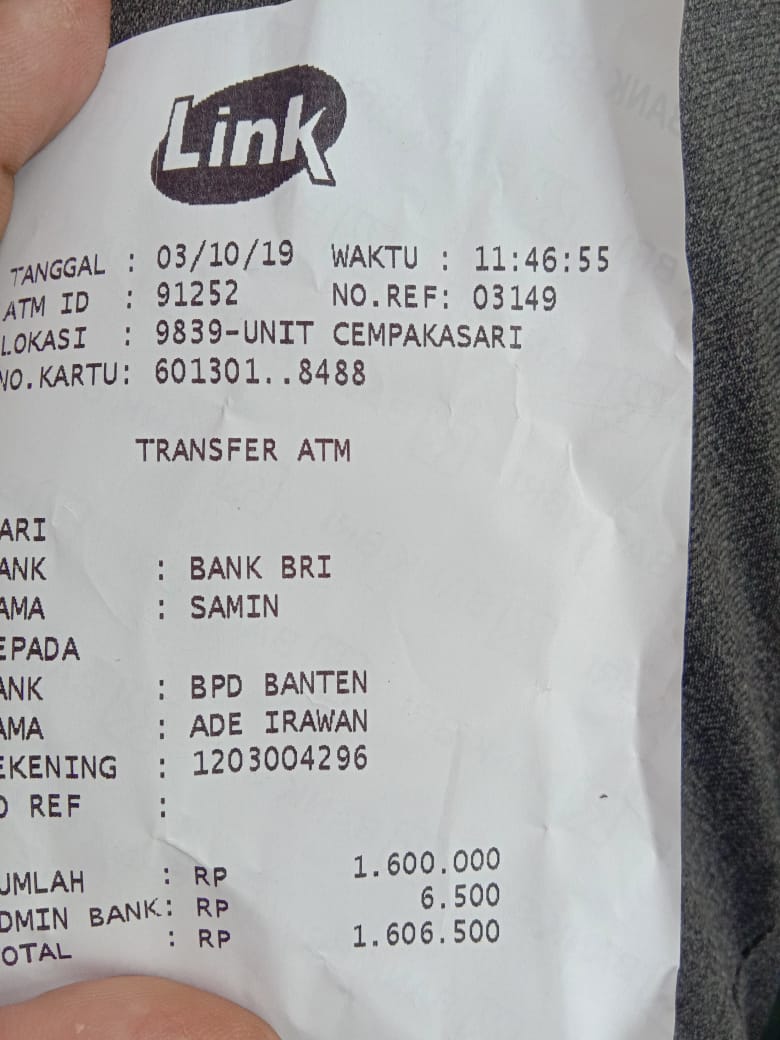 Link
TANGGAL : 03/10/19 WAKTU : 11:46:55
ATM ID : 91252 NO.REF: 03149
LOKASI : 9839-UNIT CEMPAKASARI
NO.KARTU: 601301..8488
TRANSFER ATM
ARI
ANK : BANK BRI
AMA : SAMIN
EPADA
ANK : BPD BANTEN
AMA : ADE IRAWAN
EKENING : 1203004296
O REF :
UMLAH : RP 1.600.000
DMIN BANK: RP 6.500
OTAL : RP 1.606.500